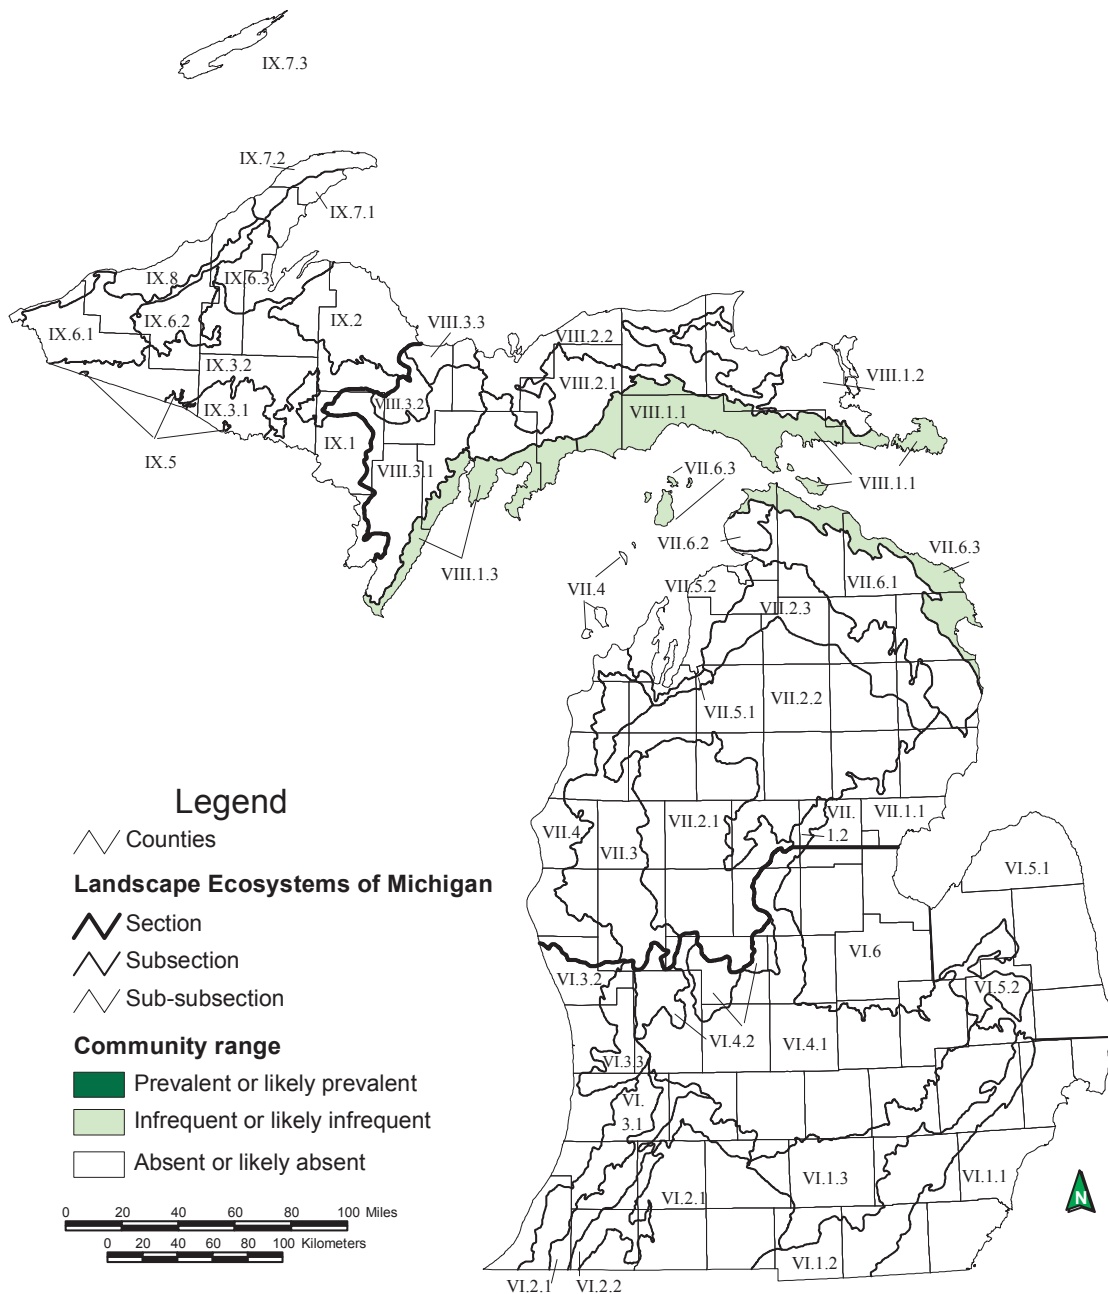 IX.7.3
IX.7.2
IX.7.1
IX.8
IX.6.3
IX.6.1
IX.6.2
IX.2
VIII.3.3
VIII.2.2
IX.3.2
VIII.2.1
VIII.1.2
IX.3.1
VIII.3.2
VIII.1.1
IX.1
IX.5
VIII.3.1
VII.6.3
VIII.1.1
VII.6.2
VII.6.3
VIII.1.3
VII.4
VII.5.2
VII.6.1
VII.2.3
VII.5.1
VII.2.2
Legend
Counties
Landscape Ecosystems of Michigan
Section
Subsection
Sub-subsection
Community range
Prevalent or likely prevalent
Infrequent or likely infrequent
Absent or likely absent
0 20 40 60 80 100 Miles
0 20 40 60 80 100 Kilometers
VII.4
VII.3
VII.2.1
VII.
1.2
VII.1.1
VI.5.1
VI.6
VI.3.2
VI.5.2
VI.4.2
VI.4.1
VI.3.3
VI.
3.1
VI.1.3
VI.1.1
VI.2.1
VI.1.2
VI.2.1
VI.2.2
N